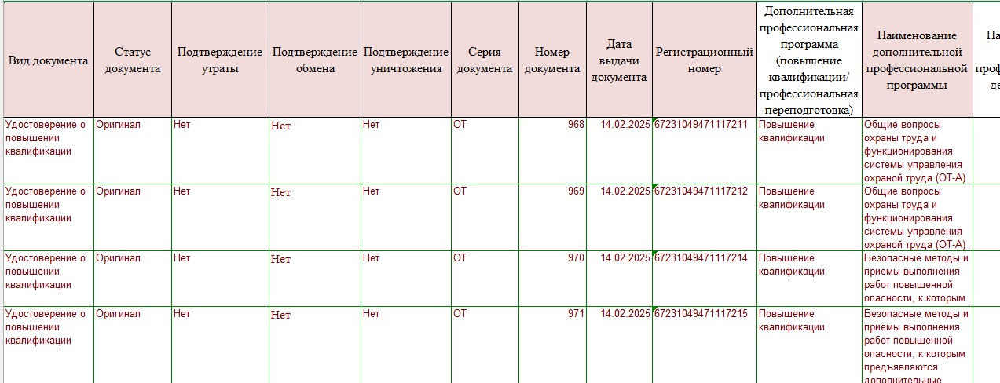 Вид документа
Статус
документа
Подтверждение
утраты
Подтверждение
обмена
Подтверждение
уничтожения
Серия
документа
Номер
документа
Дата
выдачи
документа
Регистрационный
номер
Дополнительная
профессиональная
программа
(повышение
квалификации/
профессиональная
переподготовка)
Наименование
дополнительной
профессиональной
программы
Удостоверение о
повышении
квалификации
Оригинал
Нет
Нет
Нет
ОТ
968
14.02.2025
67231049471117211
Повышение
квалификации
Общие вопросы
охраны труда и
функционирования
системы управления
охраной труда (ОТ-А)
Удостоверение о
повышении
квалификации
Оригинал
Нет
Нет
Нет
ОТ
969
14.02.2025
67231049471117212
Повышение
квалификации
Общие вопросы
охраны труда и
функционирования
системы управления
охраной труда (ОТ-А)
Удостоверение о
повышении
квалификации
Оригинал
Нет
Нет
Нет
ОТ
970
14.02.2025
67231049471117214
Повышение
квалификации
Безопасные методы и
приемы выполнения
работ повышенной
опасности, к которым
Удостоверение о
повышении
квалификации
Оригинал
Нет
Нет
Нет
ОТ
971
14.02.2025
67231049471117215
Повышение
квалификации
Безопасные методы и
приемы выполнения
работ повышенной
опасности, к которым
предъявляются
дополнительные